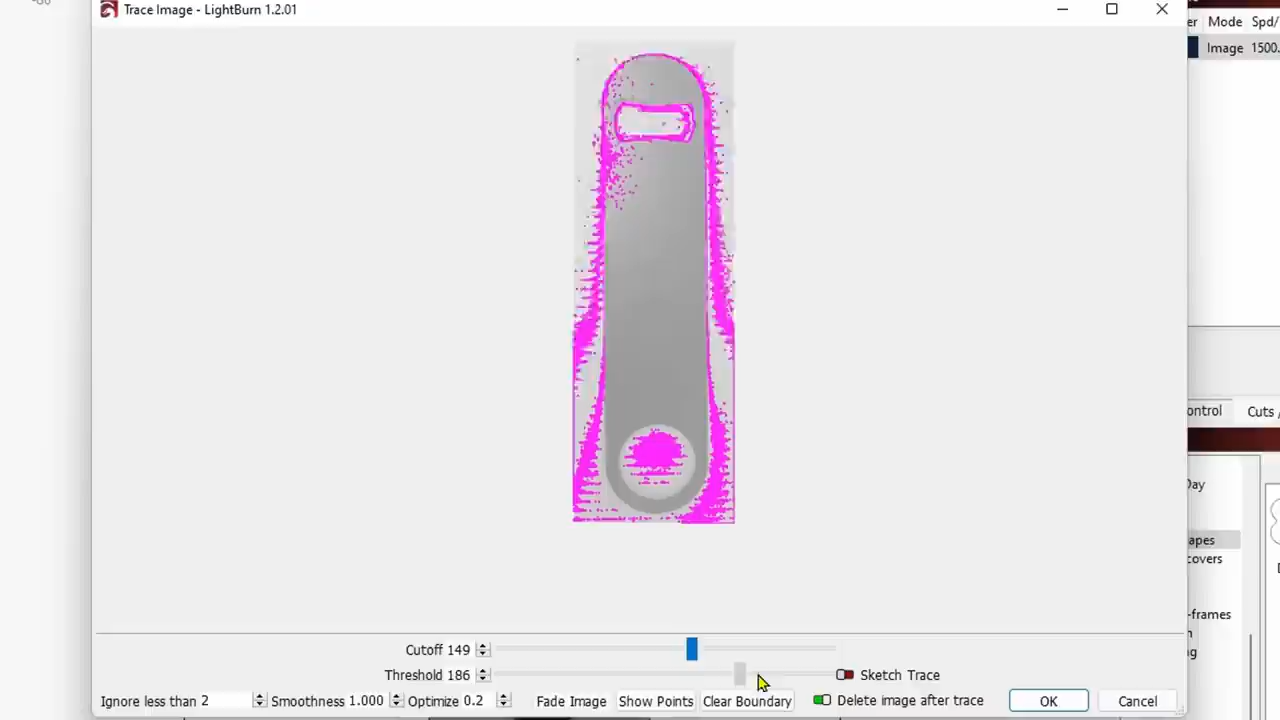 -80
Trace Image - LightBurn 1.2.01
er Mode Spd/
Image 1500.
ontrol Cuts /
Day
apes
covers
-frames
Cutoff 149
Threshold 186
Sketch Trace
Ignore less than 2 Smoothness 1.000 Optimize 0.2 Fade Image Show Points Clear Boundary Delete image after trace OK Cancel